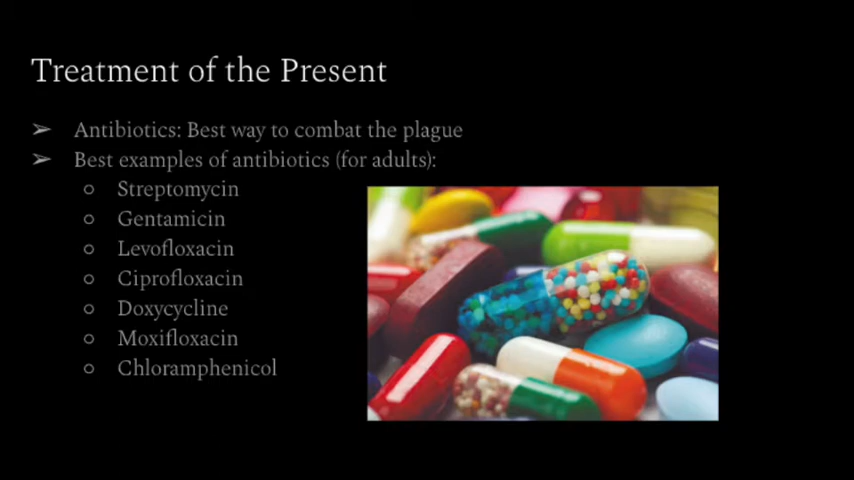 Treatment of the Present
➢ Antibiotics: Best way to combat the plague
➢ Best examples of antibiotics (for adults):
○ Streptomycin
○ Gentamicin
○ Levofloxacin
○ Ciprofloxacin
○ Doxycycline
○ Moxifloxacin
○ Chloramphenicol